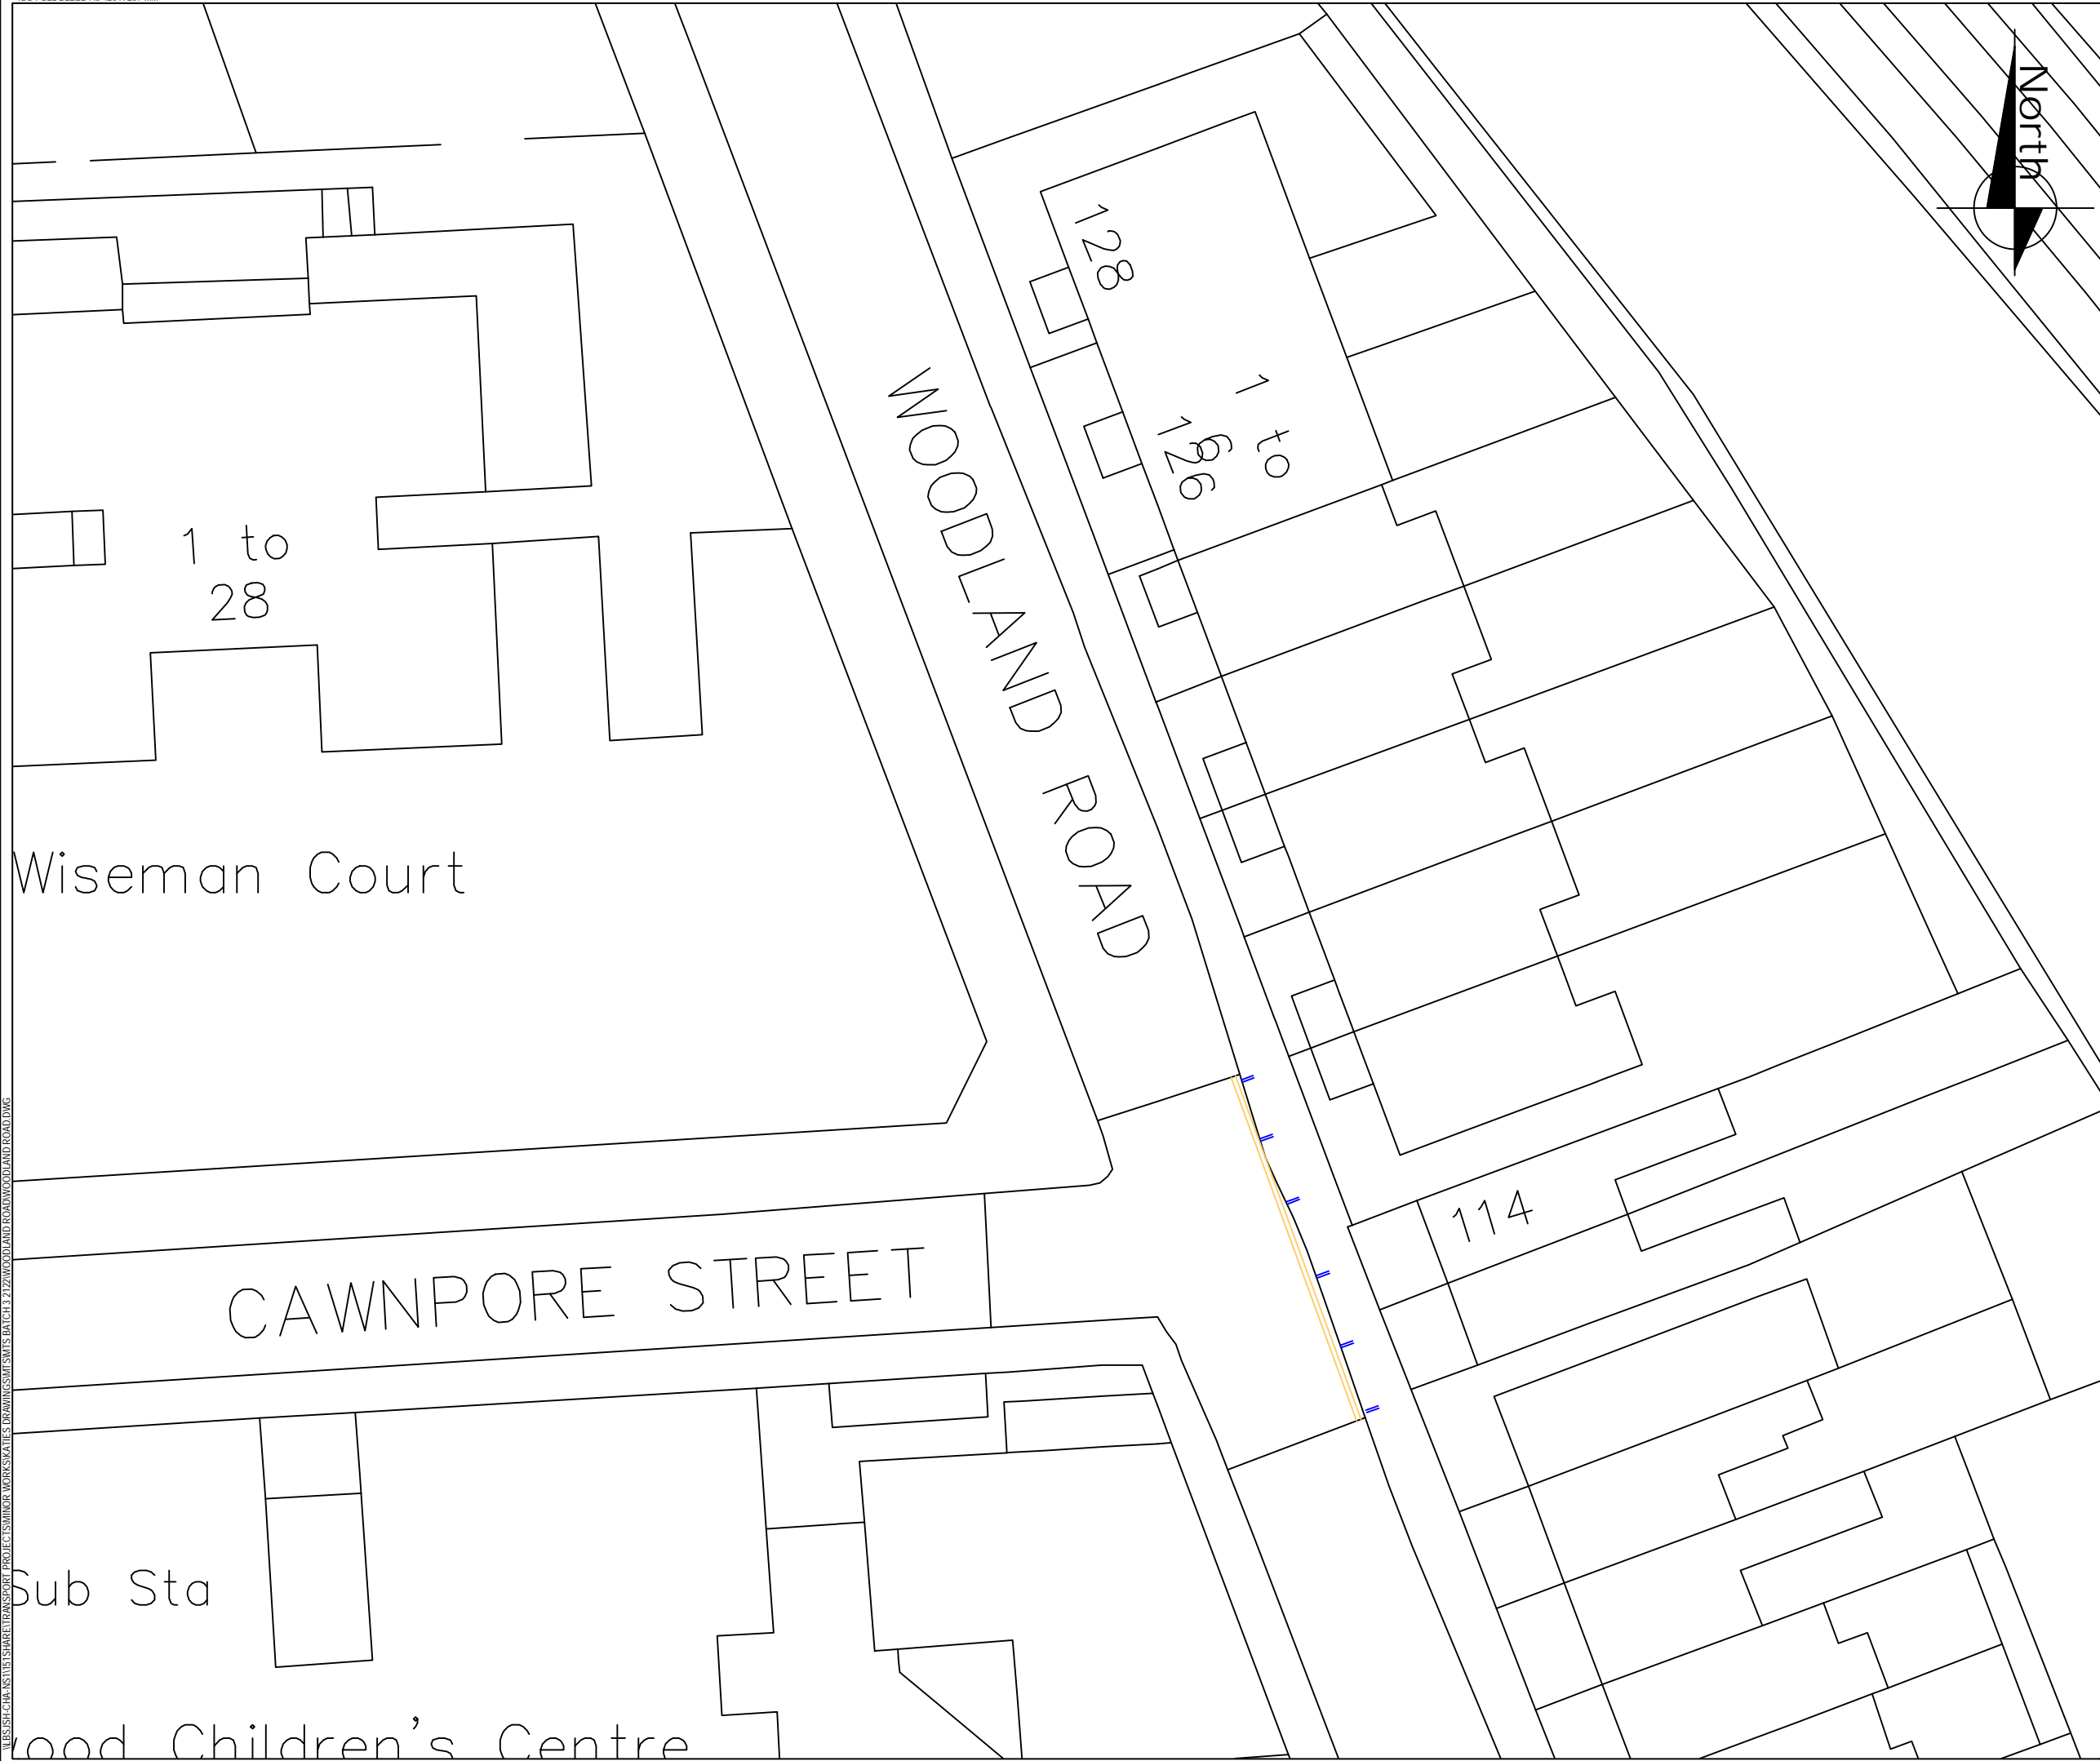 North
128
1 to
6
126
WOODLAND ROAD
1 to
28
Wiseman Court
114
CAWNPORE STREET
Sub Sta
ood Children's Centre